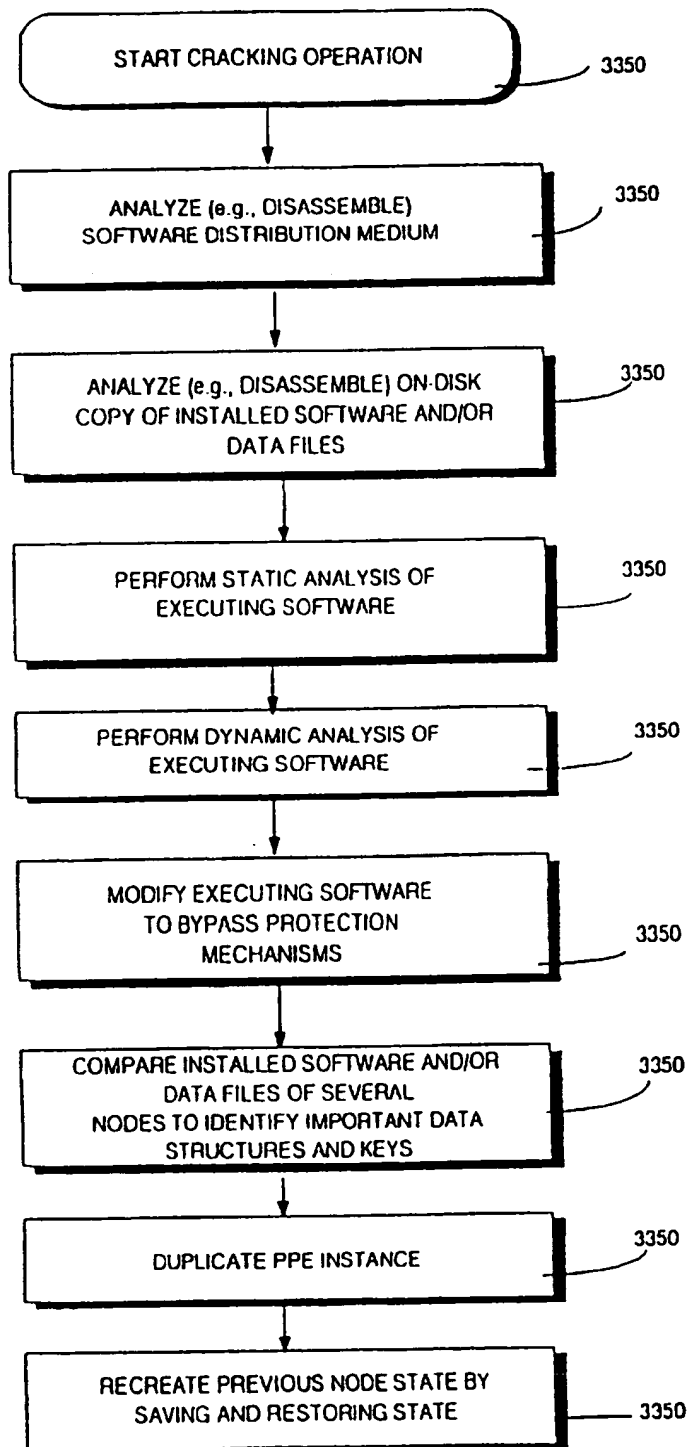 START CRACKING OPERATION
3350
ANALYZE (e.g., DISASSEMBLE)
SOFTWARE DISTRIBUTION MEDIUM
3350
ANALYZE (e.g., DISASSEMBLE) ON-DISK
COPY OF INSTALLED SOFTWARE AND/OR
DATA FILES
3350
PERFORM STATIC ANALYSIS OF
EXECUTING SOFTWARE
3350
PERFORM DYNAMIC ANALYSIS OF
EXECUTING SOFTWARE
3350
MODIFY EXECUTING SOFTWARE
TO BYPASS PROTECTION
MECHANISMS
3350
COMPARE INSTALLED SOFTWARE AND/OR
DATA FILES OF SEVERAL
NODES TO IDENTIFY IMPORTANT DATA
STRUCTURES AND KEYS
3350
DUPLICATE PPE INSTANCE
3350
RECREATE PREVIOUS NODE STATE BY
SAVING AND RESTORING STATE
3350